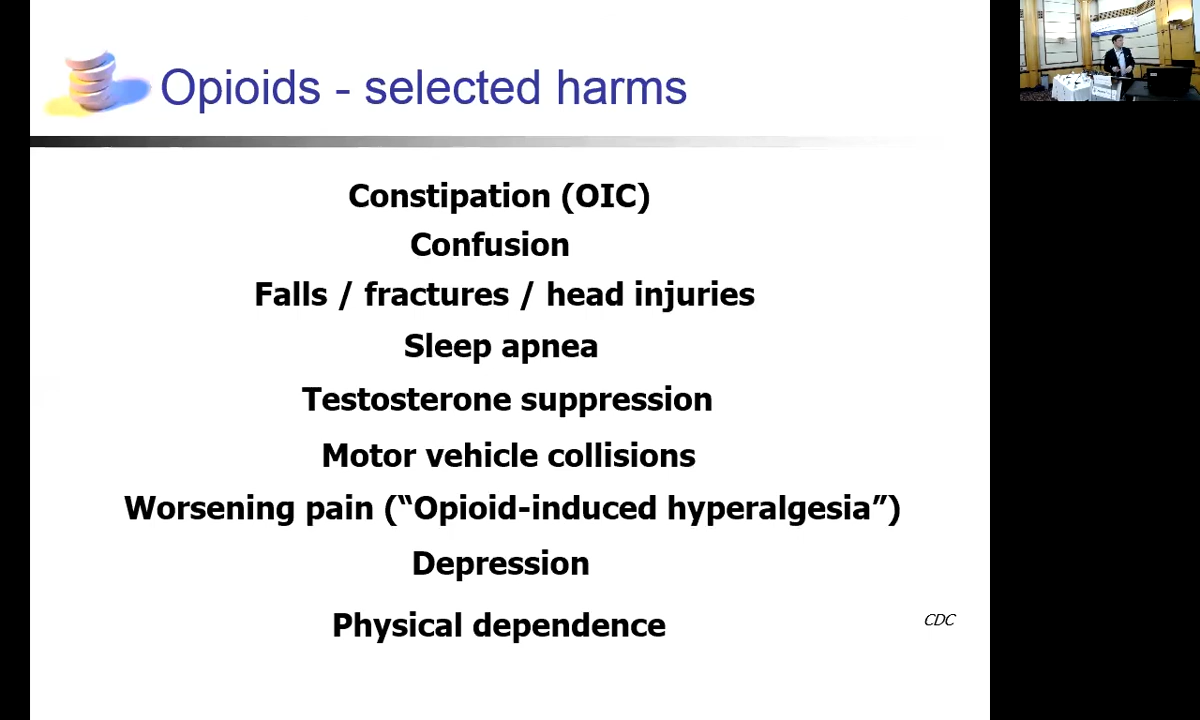 Opioids - selected harms
Constipation (OIC)
Confusion
Falls / fractures / head injuries
Sleep apnea
Testosterone suppression
Motor vehicle collisions
Worsening pain (“Opioid-induced hyperalgesia”)
Depression
Physical dependence
CDC